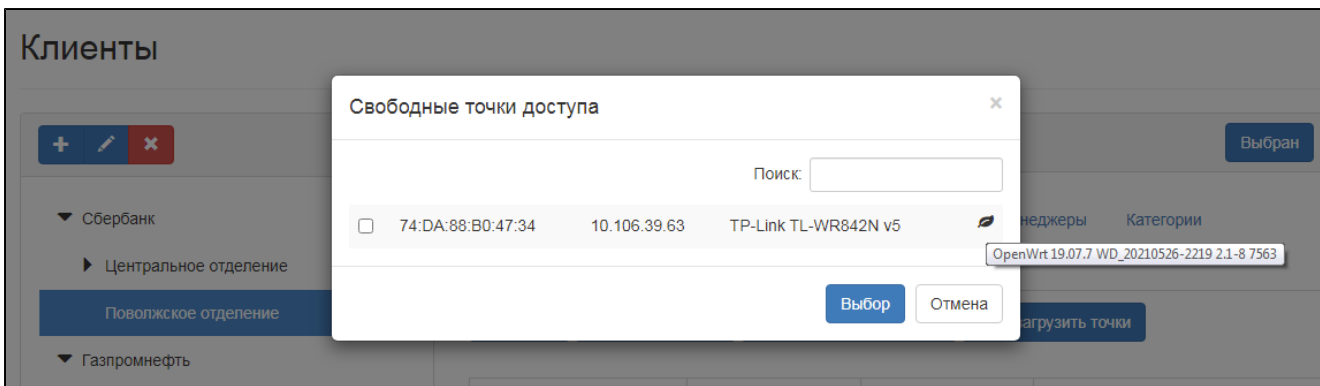 Клиенты
Свободные точки доступа
Выбран
Поиск:
Сбербанк
74:DA:88:B0:47:34 10.106.39.63 TP-Link TL-WR842N v5
неджеры Категории
OpenWrt 19.07.7 WD_20210526-2219 2.1-8 7563
Центральное отделение
Поволжское отделение
Выбор Отмена
агрузить точки
Газпромнефть